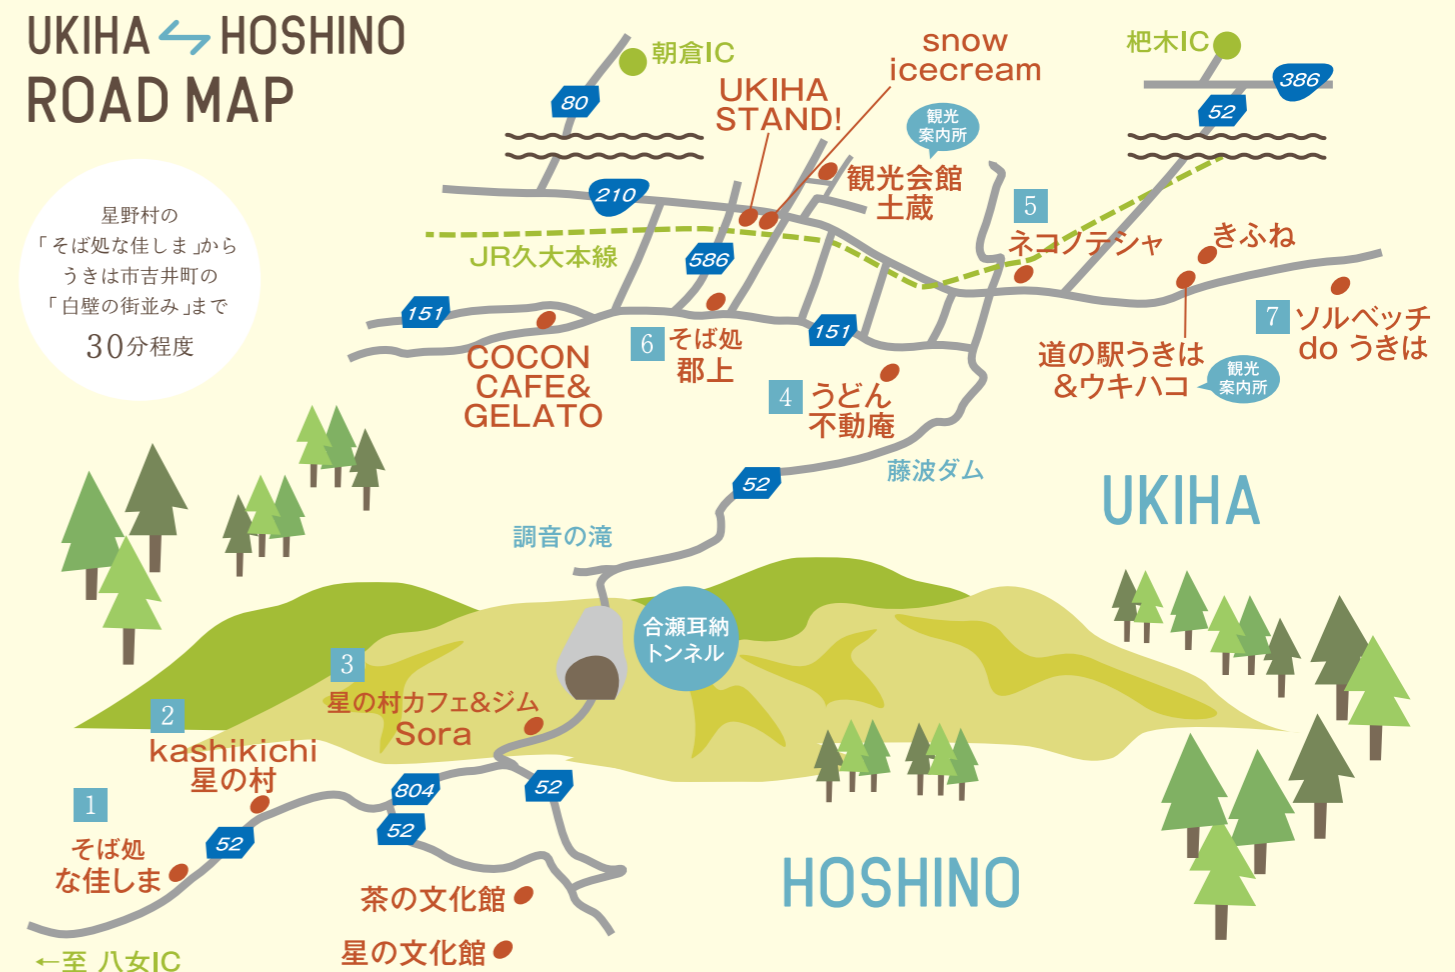 UKIHA HOSHINO
ROAD MAP
星野村の
「そば処な佳しま」から
うきは市吉井町の
「白壁の街並み」まで
30分程度
朝倉IC
80
UKIHA
STAND!
snow
icecream
杷木IC
386
52
観光
案内所
観光会館
土蔵
210
JR久大本線
586
5
ネコノテシャ
きふね
151
COCON
CAFE&
GELATO
6
そば処
郡上
151
4
うどん
不動庵
道の駅うきは
&ウキハコ
観光
案内所
7
ソルベッチ
do うきは
藤波ダム
52
調音の滝
UKIHA
合瀬耳納
トンネル
3
星の村カフェ&ジム
Sora
2
kashikichi
星の村
1
そば処
な佳しま
52
804
52
52
茶の文化館
星の文化館
HOSHINO
←至 八女IC